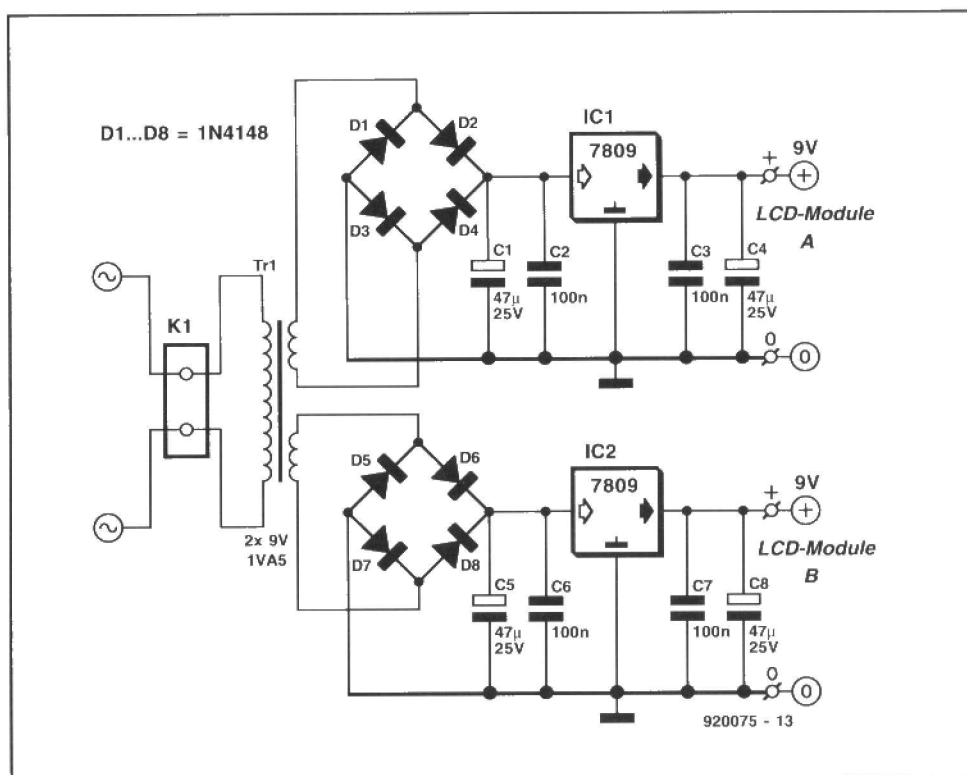 D1...D8 = 1N4148
D1
D2
D3
D4
IC1
7809
+
9V
+
LCD-Module
A
C1
47µ
25V
C2
100n
C3
100n
C4
47µ
25V
0
0
Tr1
K1
2x 9V
1VA5
D5
D6
D7
D8
IC2
7809
+
9V
+
LCD-Module
B
C5
47µ
25V
C6
100n
C7
100n
C8
47µ
25V
0
0
920075 - 13